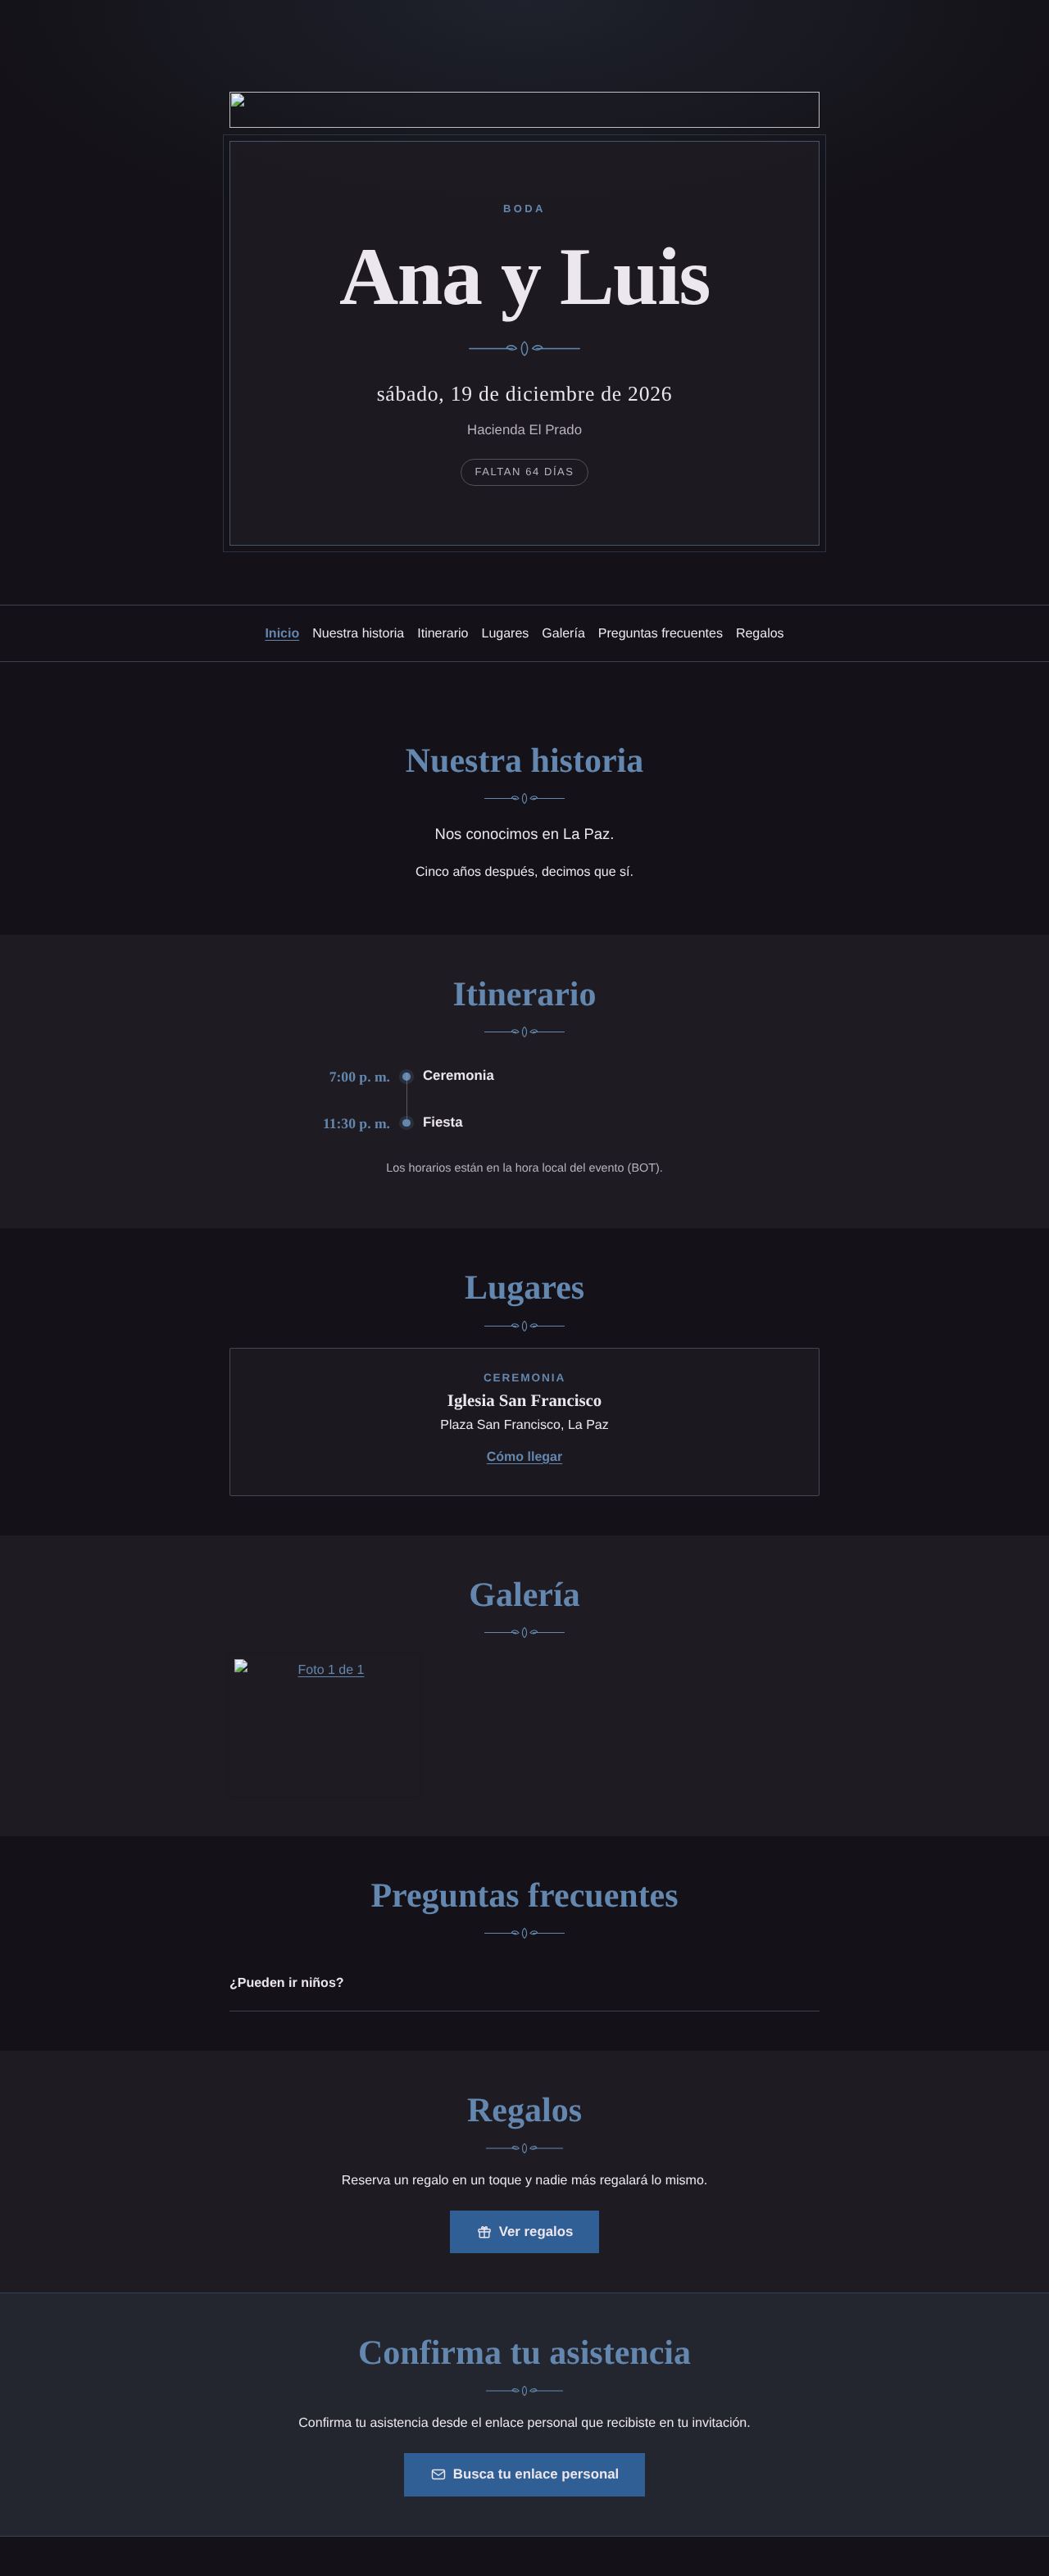 BODA
Ana y Luis
sábado, 19 de diciembre de 2026
Hacienda El Prado
FALTAN 64 DÍAS
Inicio Nuestra historia Itinerario Lugares Galería Preguntas frecuentes Regalos
Nuestra historia
Nos conocimos en La Paz.
Cinco años después, decimos que sí.
Itinerario
7:00 p. m. Ceremonia
11:30 p. m. Fiesta
Los horarios están en la hora local del evento (BOT).
Lugares
CEREMONIA
Iglesia San Francisco
Plaza San Francisco, La Paz
Cómo llegar
Galería
Foto 1 de 1
Preguntas frecuentes
¿Pueden ir niños?
Regalos
Reserva un regalo en un toque y nadie más regalará lo mismo.
Ver regalos
Confirma tu asistencia
Confirma tu asistencia desde el enlace personal que recibiste en tu invitación.
Busca tu enlace personal